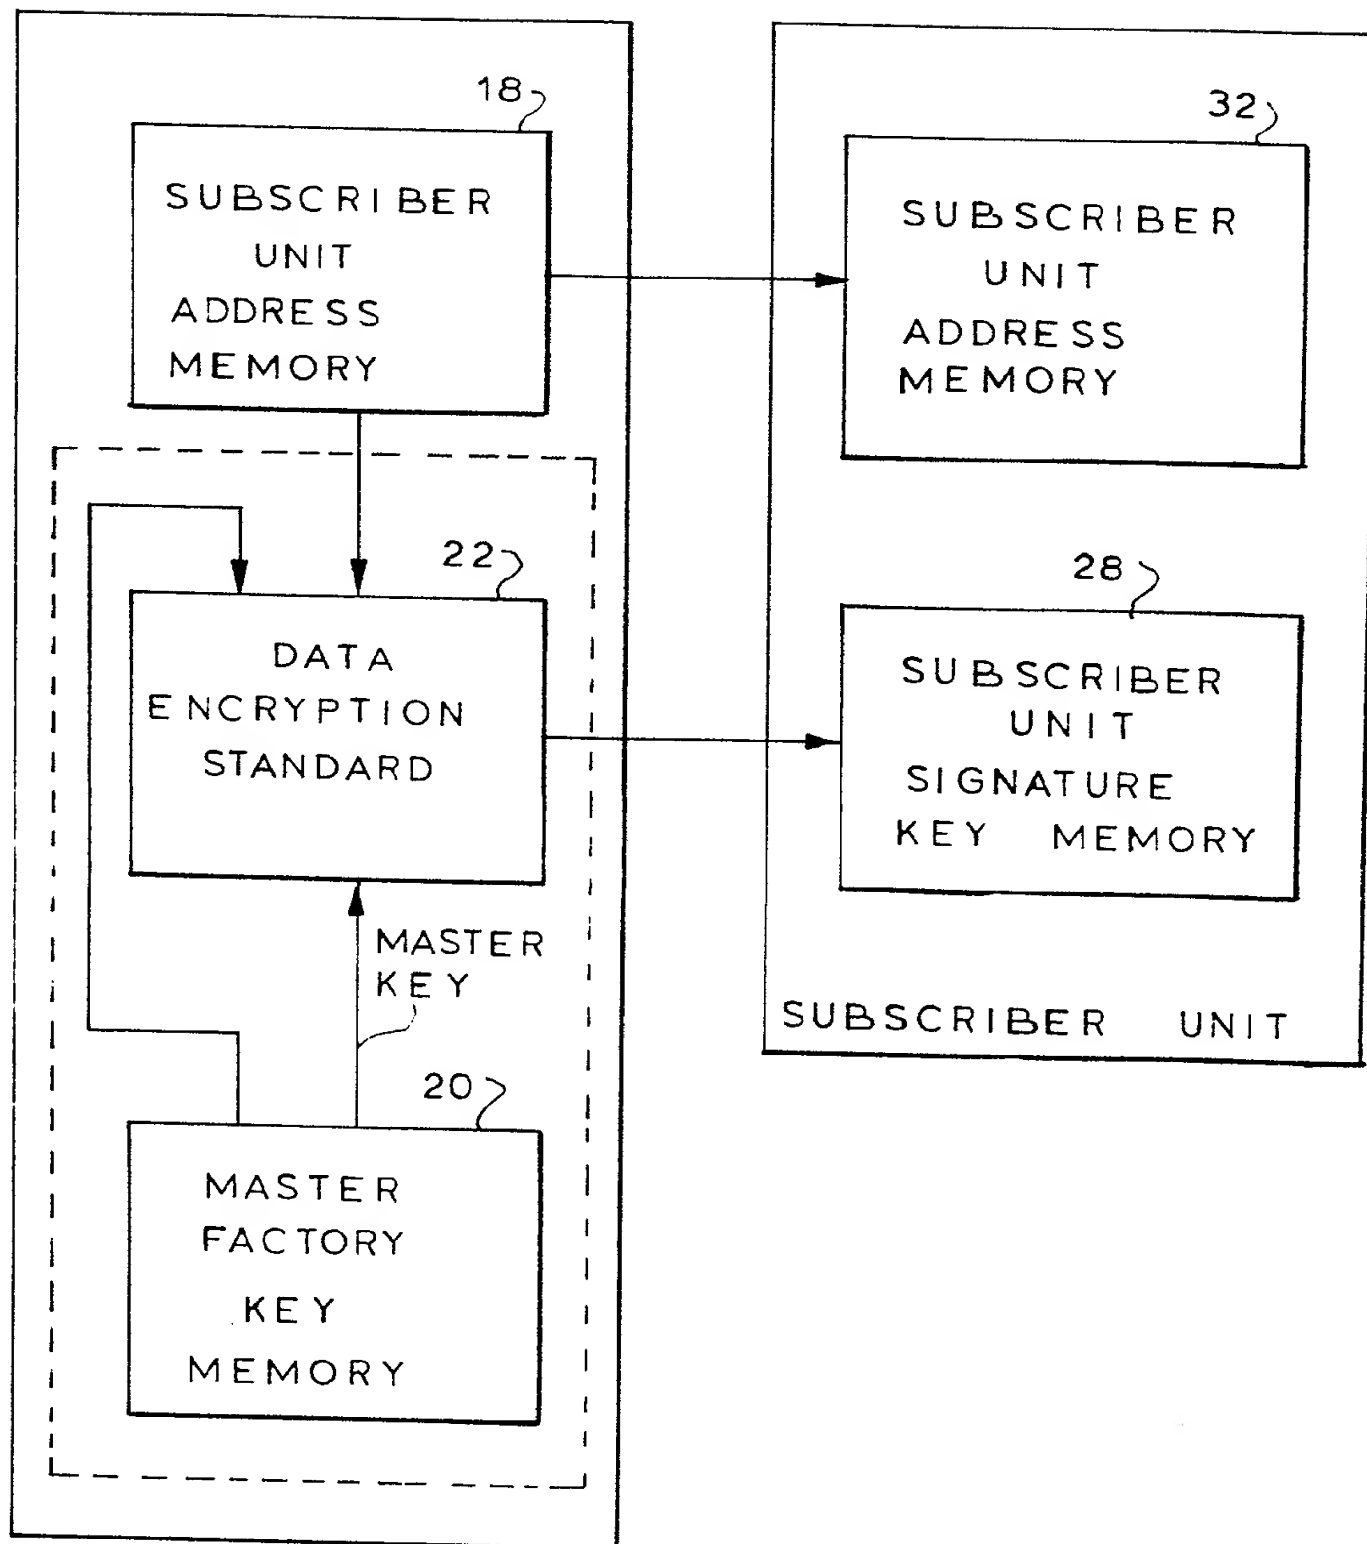 18
SUBSCRIBER
UNIT
ADDRESS
MEMORY
32
SUBSCRIBER
UNIT
ADDRESS
MEMORY
22
DATA
ENCRYPTION
STANDARD
28
SUBSCRIBER
UNIT
SIGNATURE
KEY MEMORY
MASTER
KEY
SUBSCRIBER UNIT
20
MASTER
FACTORY
KEY
MEMORY